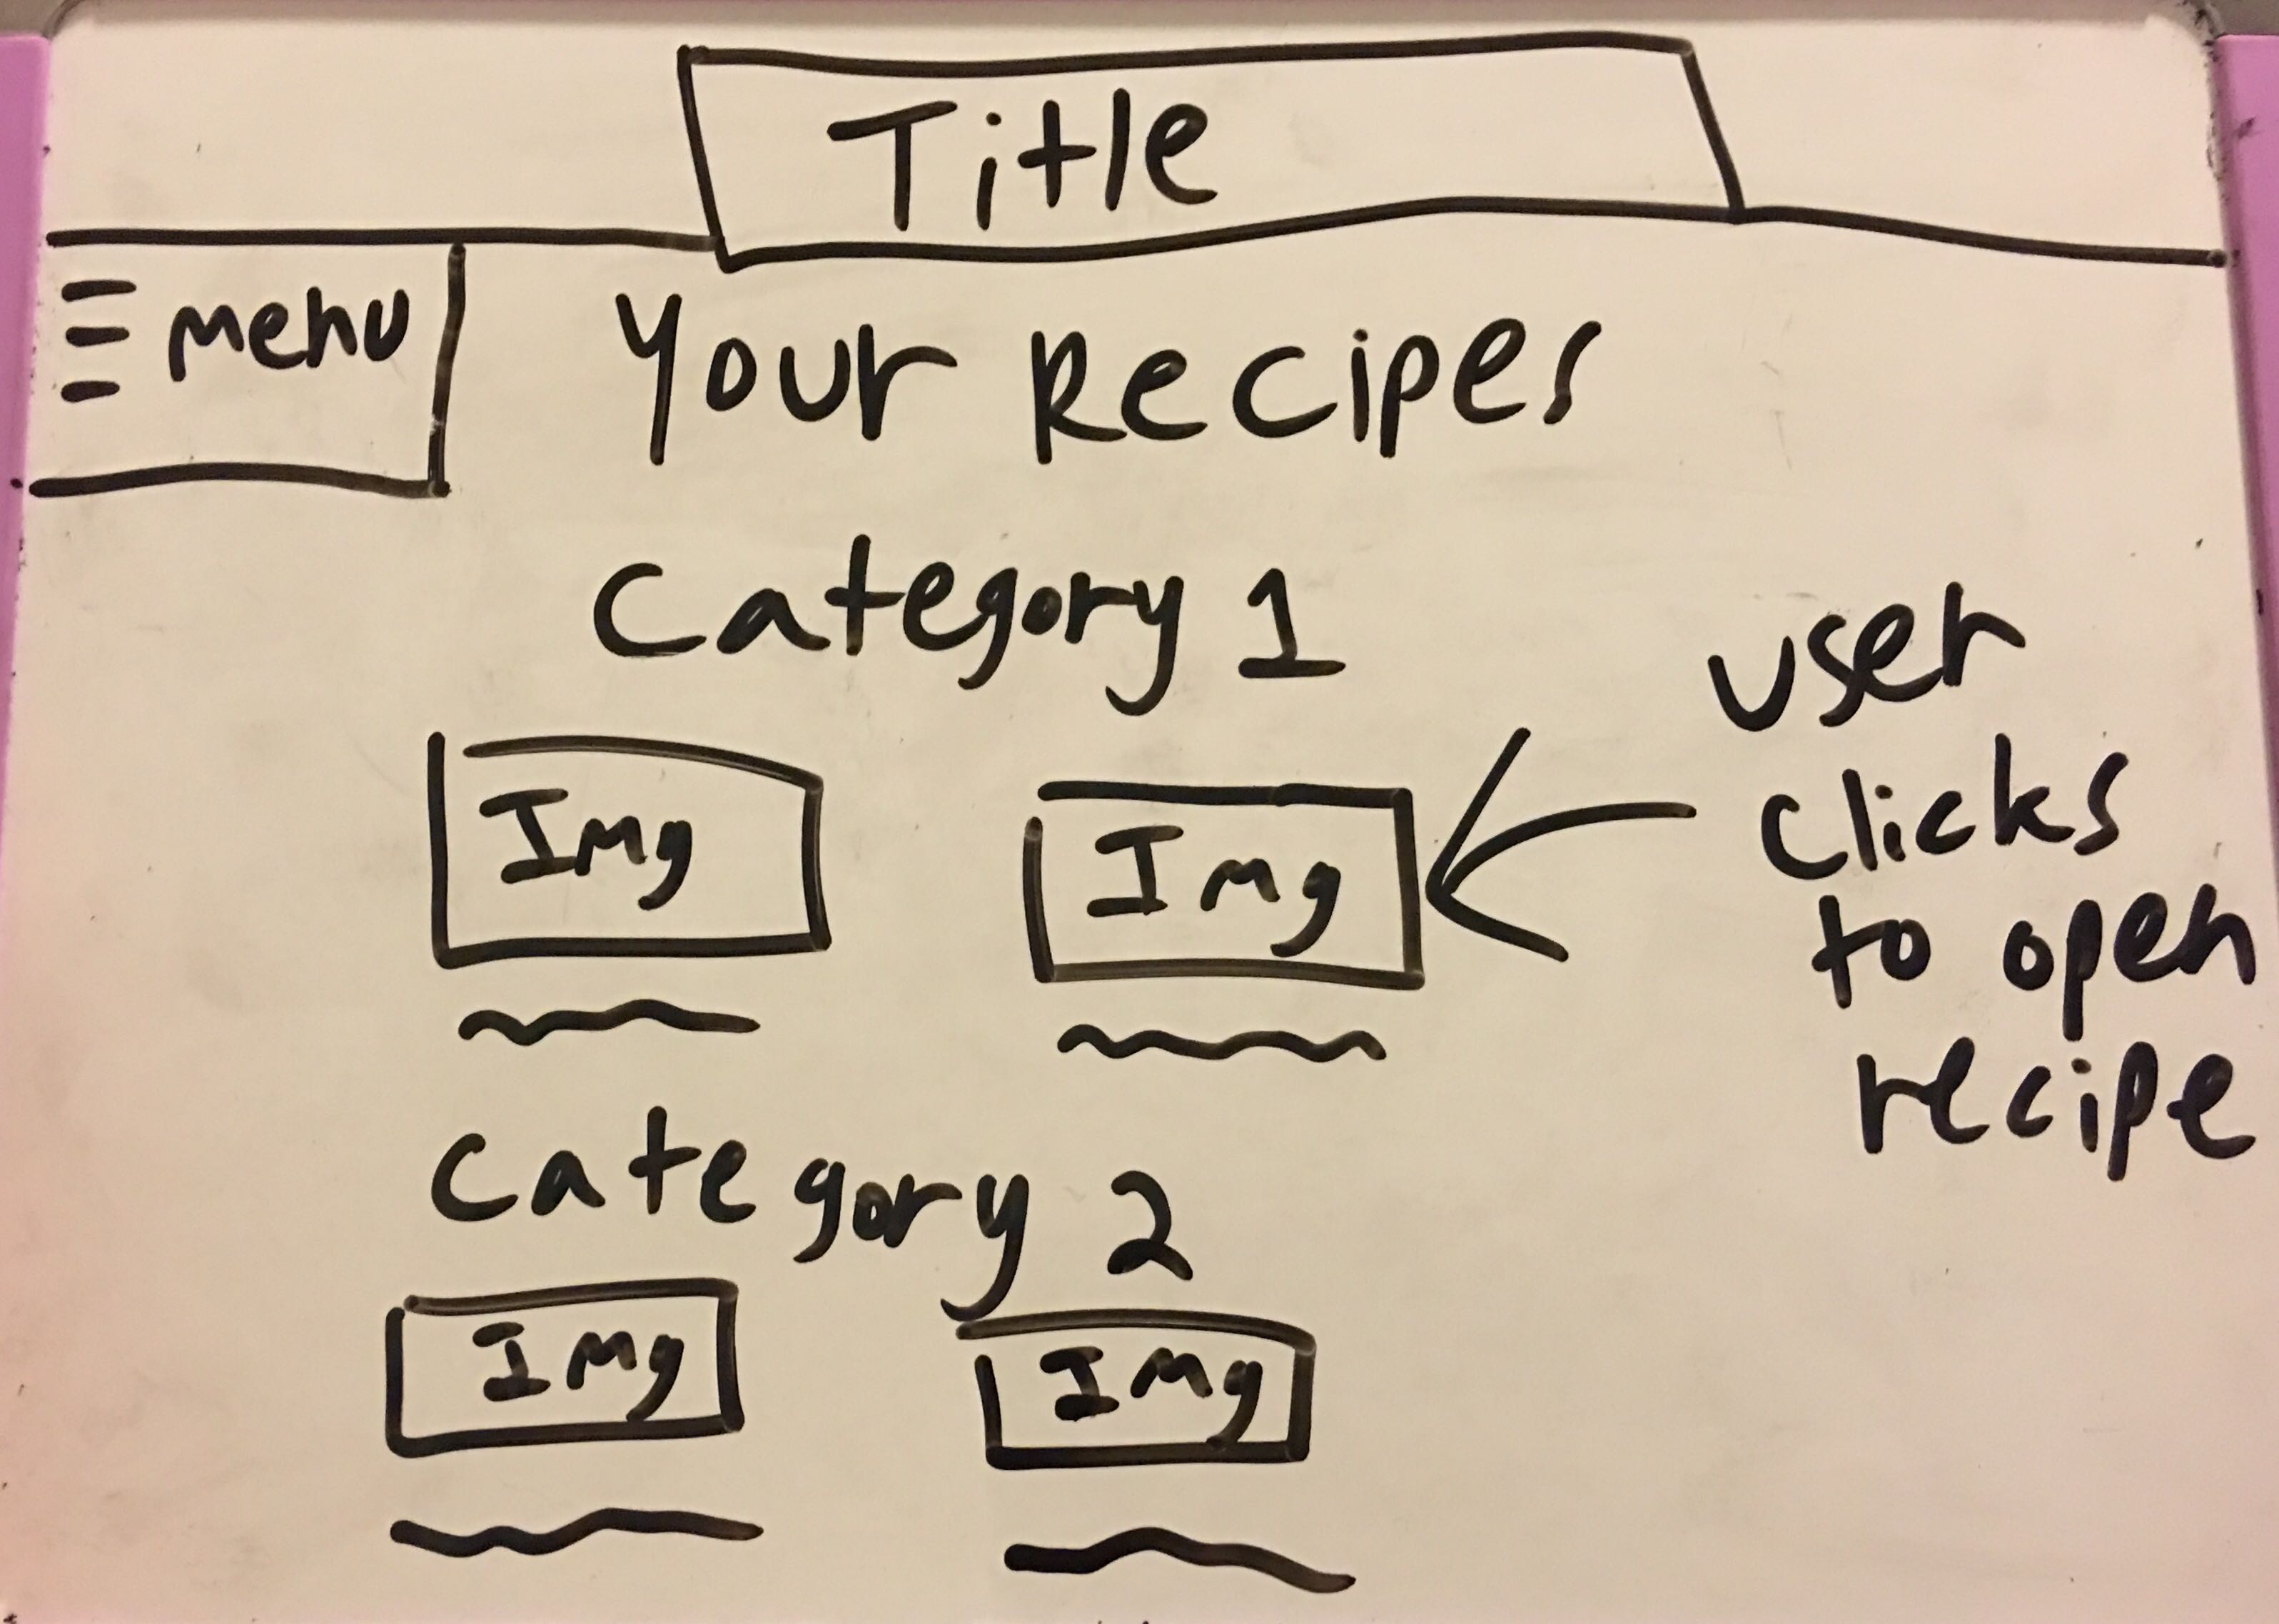 Title
Menu
Your Recipes
Category 1
Img
Img
user
clicks
to open
recipe
Category 2
Img
Img